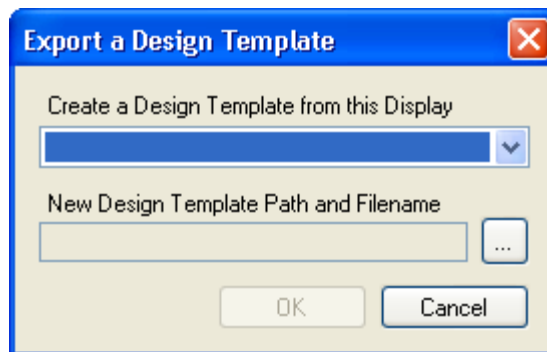 Export a Design Template
Create a Design Template from this Display
New Design Template Path and Filename
...
OK
Cancel